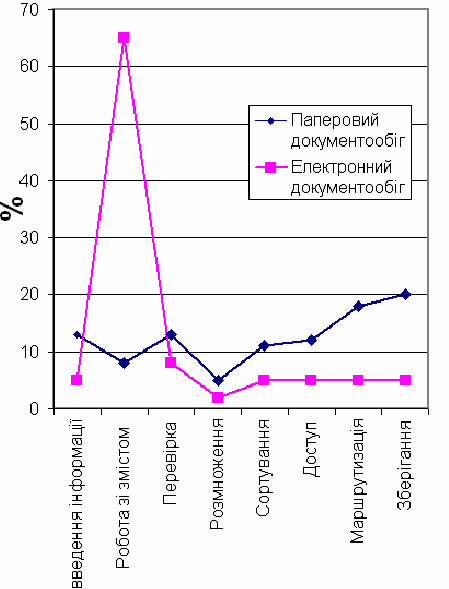 70
60
50
40
30
20
10
0
%
Паперовий
документообіг
Електронний
документообіг
введення інформації
Робота зі змістом
Перевірка
Розмноження
Сортування
Доступ
Маршрутизація
Зберігання